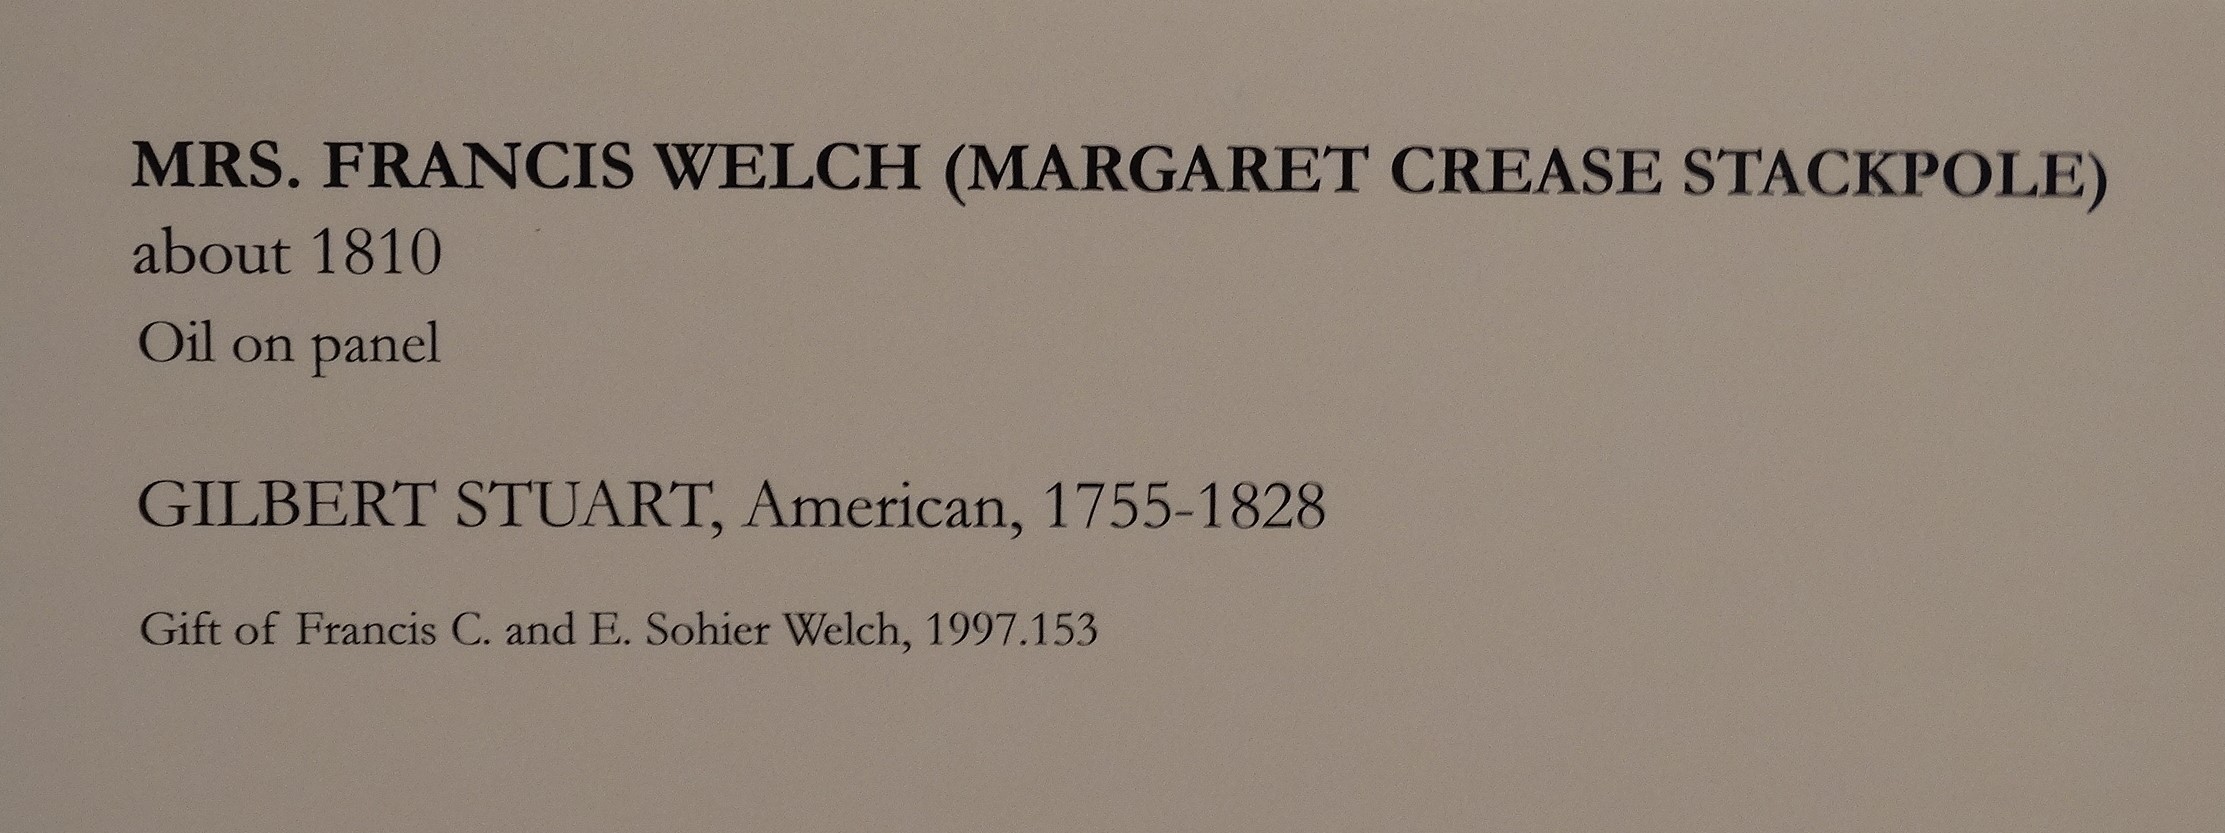 MRS. FRANCIS WELCH (MARGARET CREASE STACKPOLE)
about 1810
Oil on panel
GILBERT STUART, American, 1755-1828
Gift of Francis C. and E. Sohier Welch, 1997.153